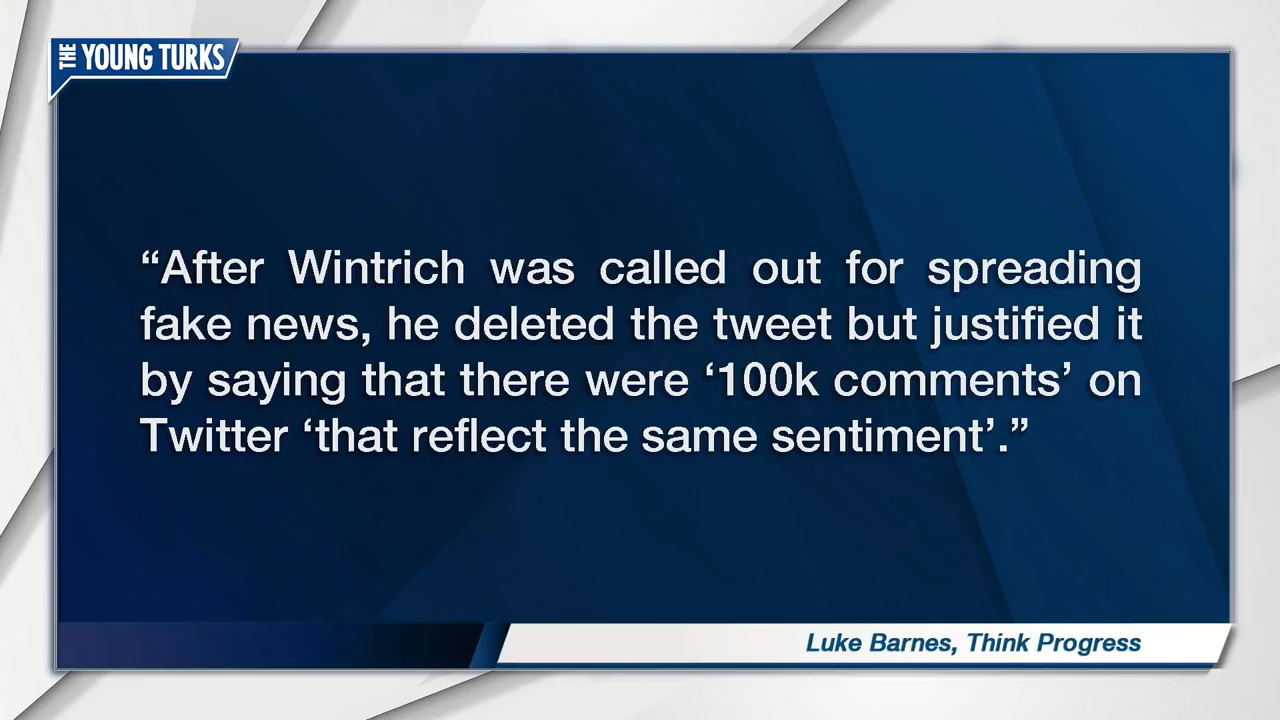 THE YOUNG TURKS
“After Wintrich was called out for spreading
fake news, he deleted the tweet but justified it
by saying that there were ‘100k comments’ on
Twitter ‘that reflect the same sentiment’.”
Luke Barnes, Think Progress